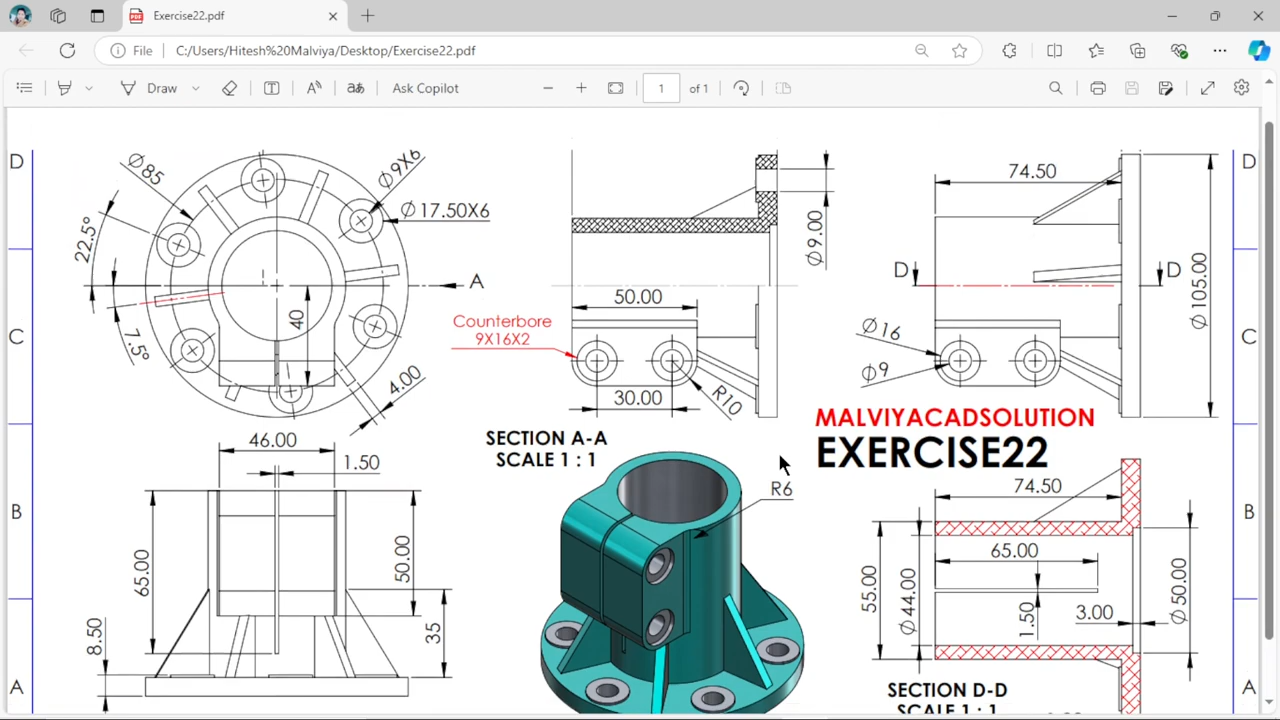 Exercise22.pdf
File
C:/Users/Hitesh%20Malviya/Desktop/Exercise22.pdf
Draw
Ask Copilot
1
of 1
D
D
C
C
B
B
A
A
Ø85
Ø9X6
Ø17.50X6
22.5°
7.5°
40
4.00
A
50.00
Counterbore
9X16X2
30.00
R10
Ø9.00
SECTION A-A
SCALE 1 : 1
74.50
D
D
Ø16
Ø9
Ø105.00
MALVIYACADSOLUTION
EXERCISE22
46.00
1.50
65.00
50.00
35
8.50
R6
74.50
65.00
55.00
Ø44.00
1.50
3.00
Ø50.00
SECTION D-D
SCALE 1 : 1